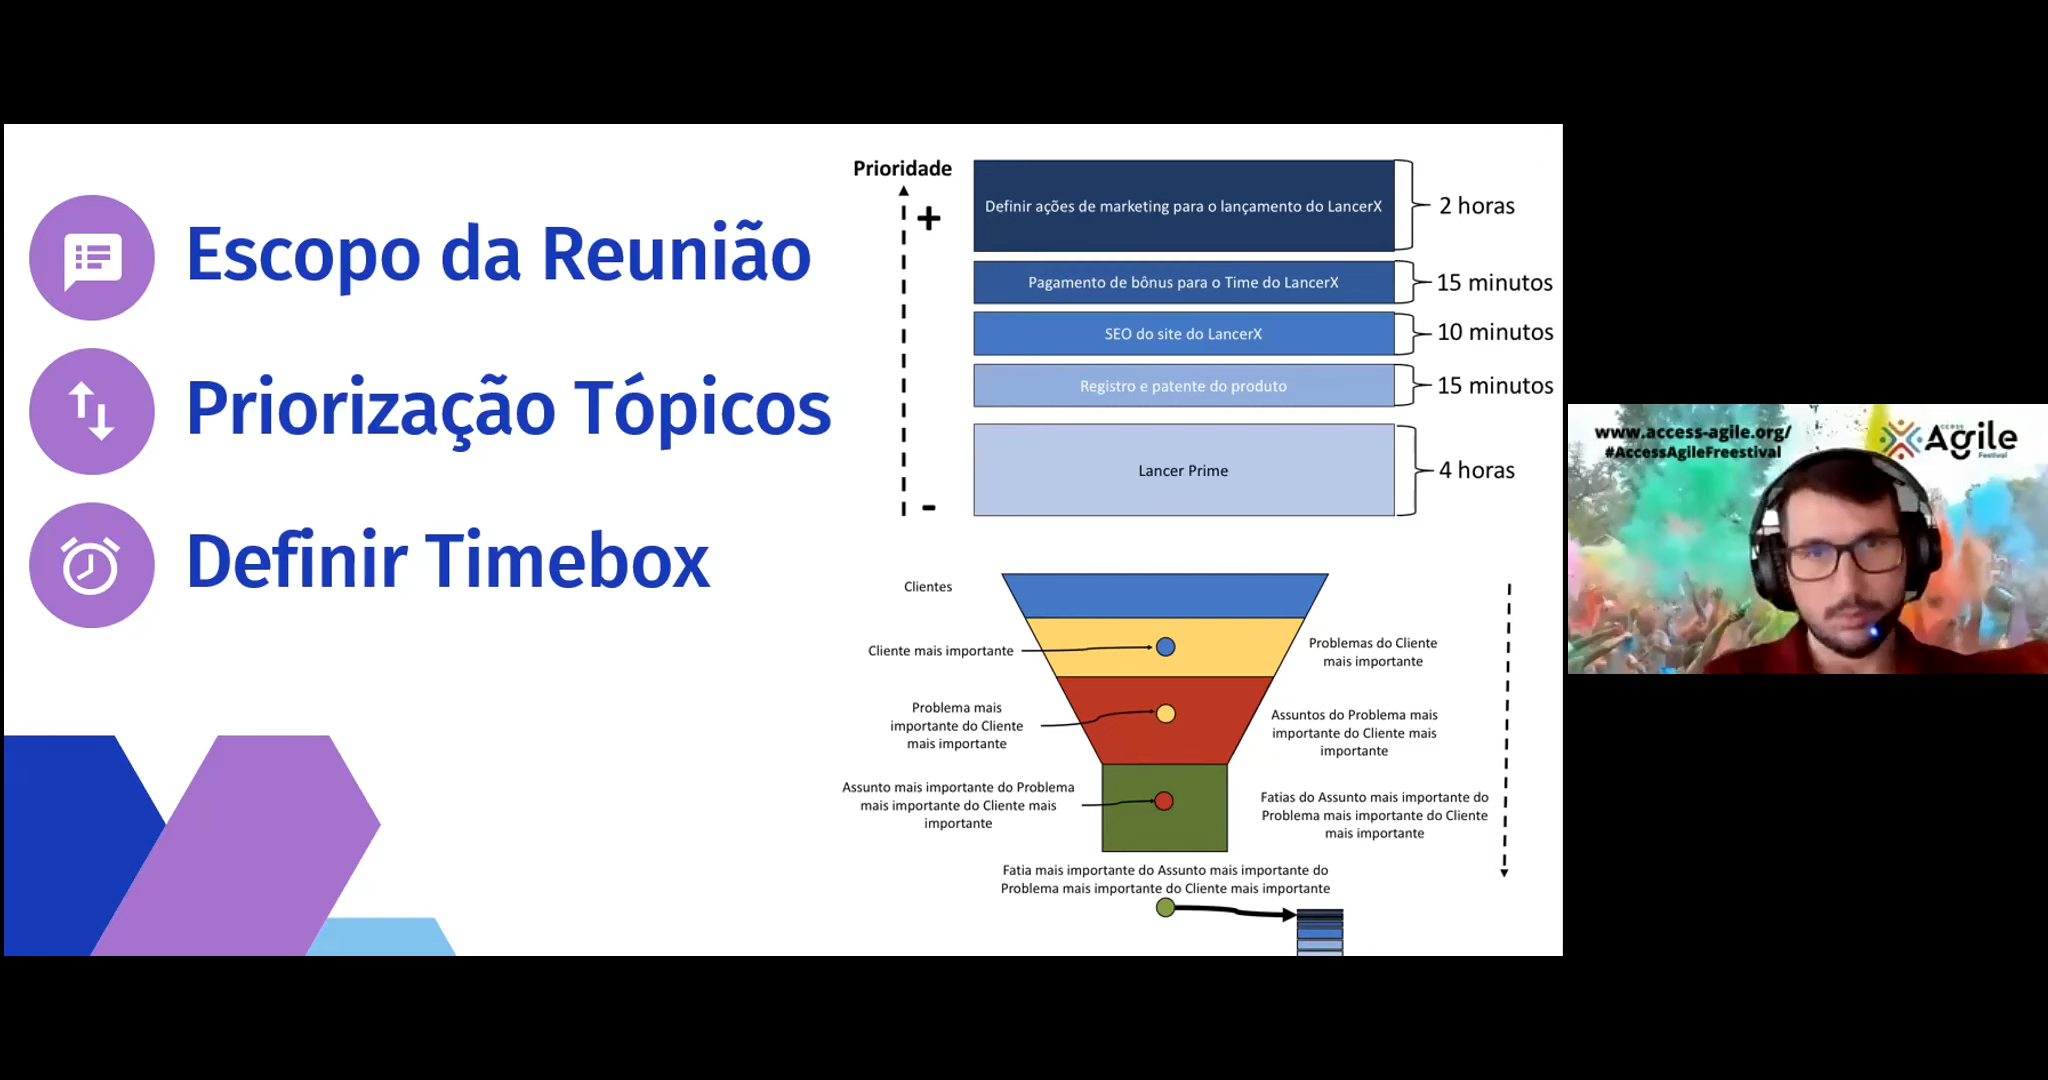 Escopo da Reunião
Priorização Tópicos
Definir Timebox
Prioridade
+
-
Definir ações de marketing para o lançamento do LancerX
2 horas
Pagamento de bônus para o Time do LancerX
15 minutos
SEO do site do LancerX
10 minutos
Registro e patente do produto
15 minutos
Lancer Prime
4 horas
Clientes
Cliente mais importante
Problemas do Cliente
mais importante
Problema mais
importante do Cliente
mais importante
Assuntos do Problema mais
importante do Cliente mais
importante
Assunto mais importante do Problema
mais importante do Cliente mais
importante
Fatias do Assunto mais importante do
Problema mais importante do Cliente
mais importante
Fatia mais importante do Assunto mais importante do
Problema mais importante do Cliente mais importante
www.access-agile.org/
#AccessAgileFreestival
access
Agile
Festival